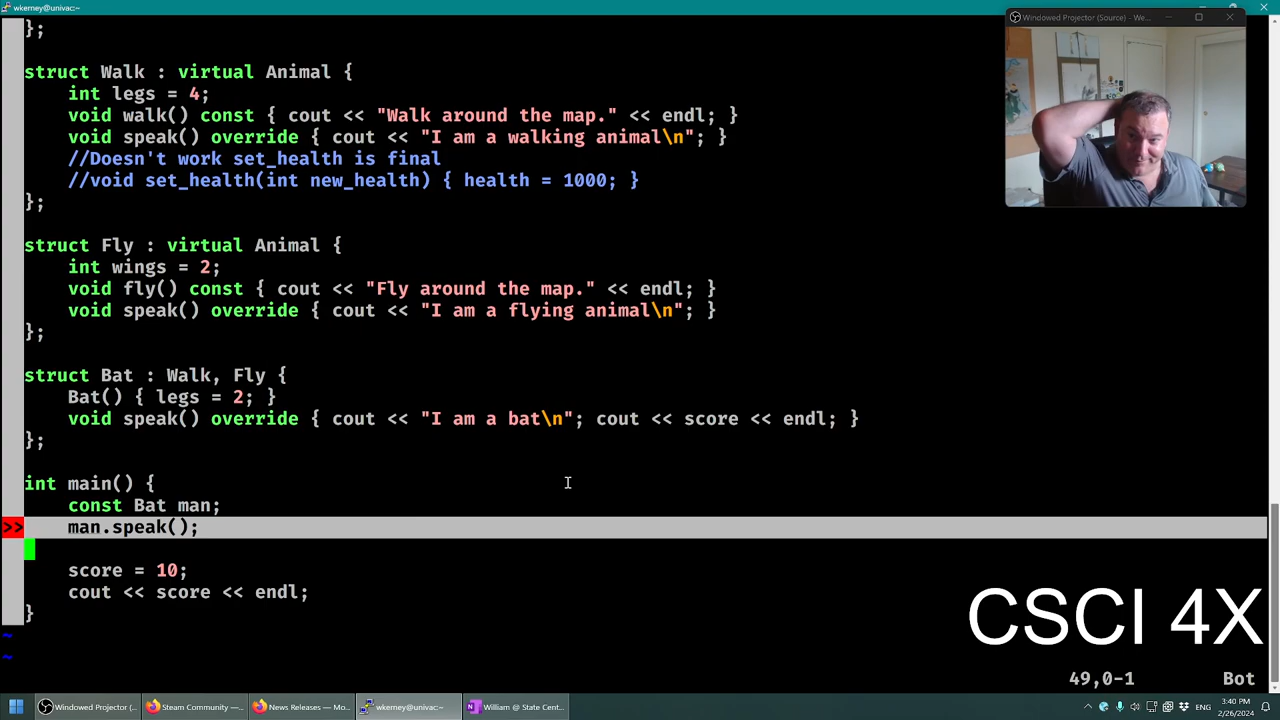 wkerney@univac:~
Windowed Projector (Source) - We...
};
struct Walk : virtual Animal {
int legs = 4;
void walk() const { cout << "Walk around the map." << endl; }
void speak() override { cout << "I am a walking animal\n"; }
//Doesn't work set_health is final
//void set_health(int new_health) { health = 1000; }
};
struct Fly : virtual Animal {
int wings = 2;
void fly() const { cout << "Fly around the map." << endl; }
void speak() override { cout << "I am a flying animal\n"; }
};
struct Bat : Walk, Fly {
Bat() { legs = 2; }
void speak() override { cout << "I am a bat\n"; cout << score << endl; }
};
int main() {
const Bat man;
>> man.speak();
score = 10;
cout << score << endl;
}
~
~
CSCI 4X
49,0-1 Bot
Windowed Projector (...
Steam Community —...
News Releases — Mo...
wkerney@univac:~
William @ State Cent...
3:40 PM
2/26/2024